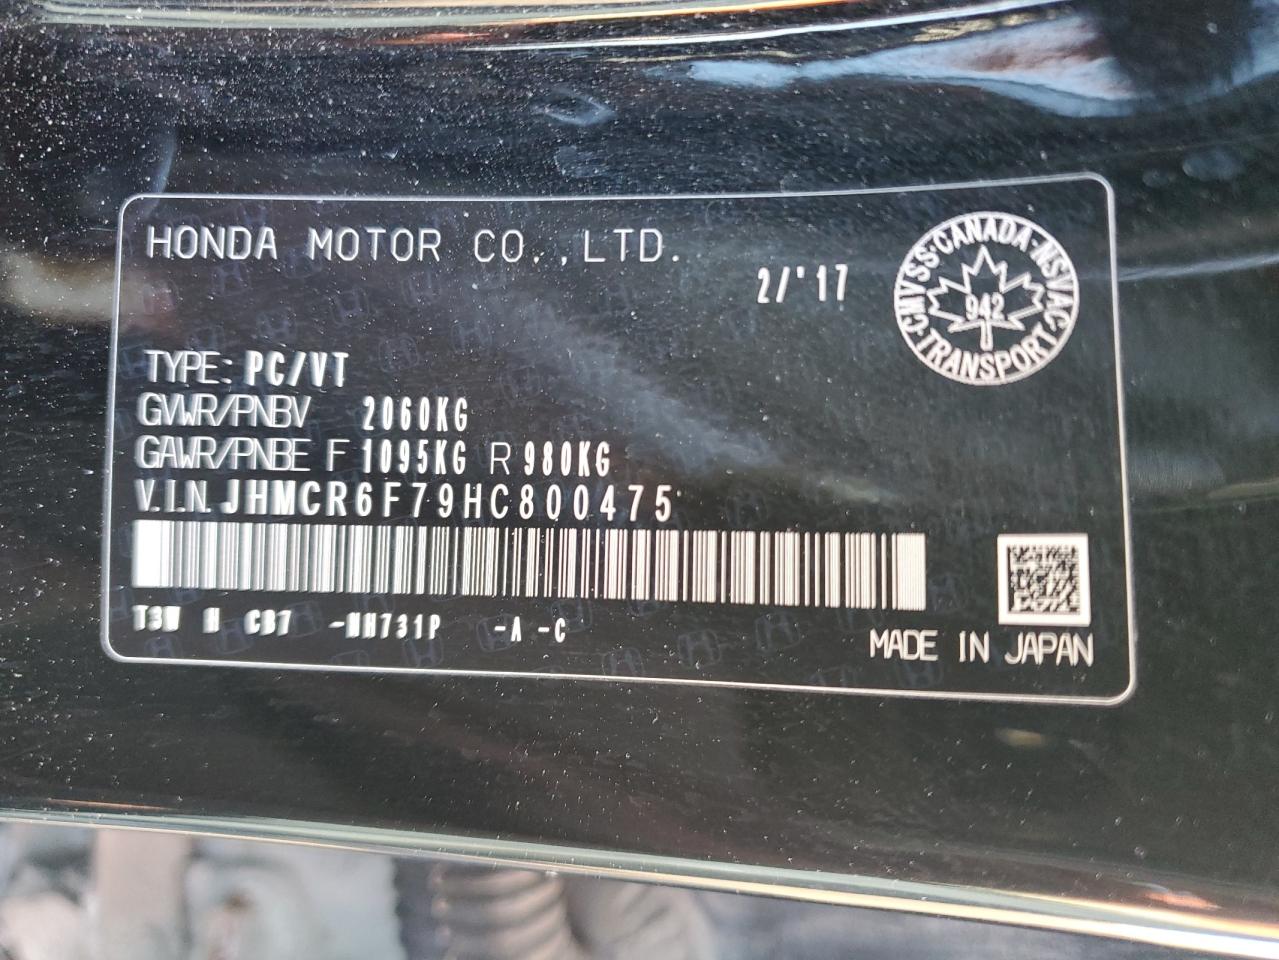 HONDA MOTOR CO.,LTD.
2/'17
CMVSS·CANADA·NSVAC·TRANSPORT
942
TYPE: PC/VT
GVWR/PNBV 2060KG
GAWR/PNBE F 1095KG R 980KG
V.I.N. JHMCR6F79HC800475
T3W H CB7 -NH731P -A -C
MADE IN JAPAN